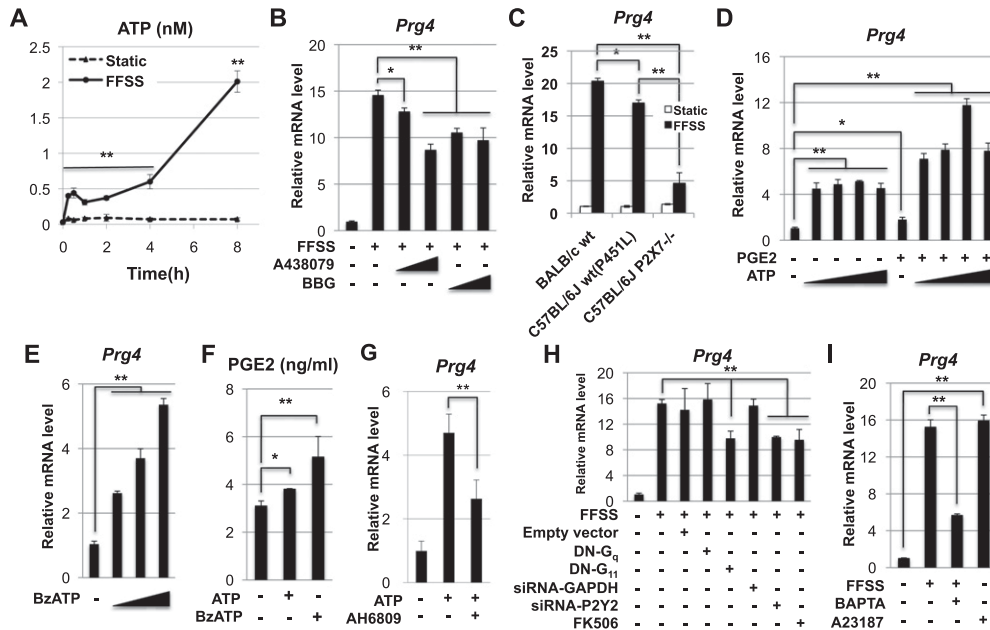 A
ATP (nM)
Static
FFSS
**
**
2.5
2
1.5
1
0.5
0
0 2 4 6 8
Time(h)
B
Prg4
Relative mRNA level
20
15
10
5
0
**
*
FFSS - + + + + +
A438079 - - - -
BBG - - - -
C
Prg4
Relative mRNA level
25
20
15
10
5
0
**
*
**
Static
FFSS
BALB/c wt
C57BL/6J wt(P451L)
C57BL/6J P2X7-/-
D
Prg4
Relative mRNA level
16
12
8
4
0
**
*
**
PGE2 - - - - - + + + + +
ATP - -
E
Prg4
Relative mRNA level
6
4
2
0
**
BzATP -
F
PGE2 (ng/ml)
8
6
4
2
0
**
*
ATP - + -
BzATP - - +
G
Prg4
Relative mRNA level
6
5
4
3
2
1
0
**
ATP - + +
AH6809 - - +
H
Prg4
Relative mRNA level
20
16
12
8
4
0
**
FFSS - + + + + + + +
Empty vector - - + - - - - -
DN-Gq - - - + - - - -
DN-G11 - - - - + - - -
siRNA-GAPDH - - - - - + - -
siRNA-P2Y2 - - - - - - + -
FK506 - - - - - - - +
I
Prg4
Relative mRNA level
20
16
12
8
4
0
**
**
FFSS - + + -
BAPTA - - + -
A23187 - - - +